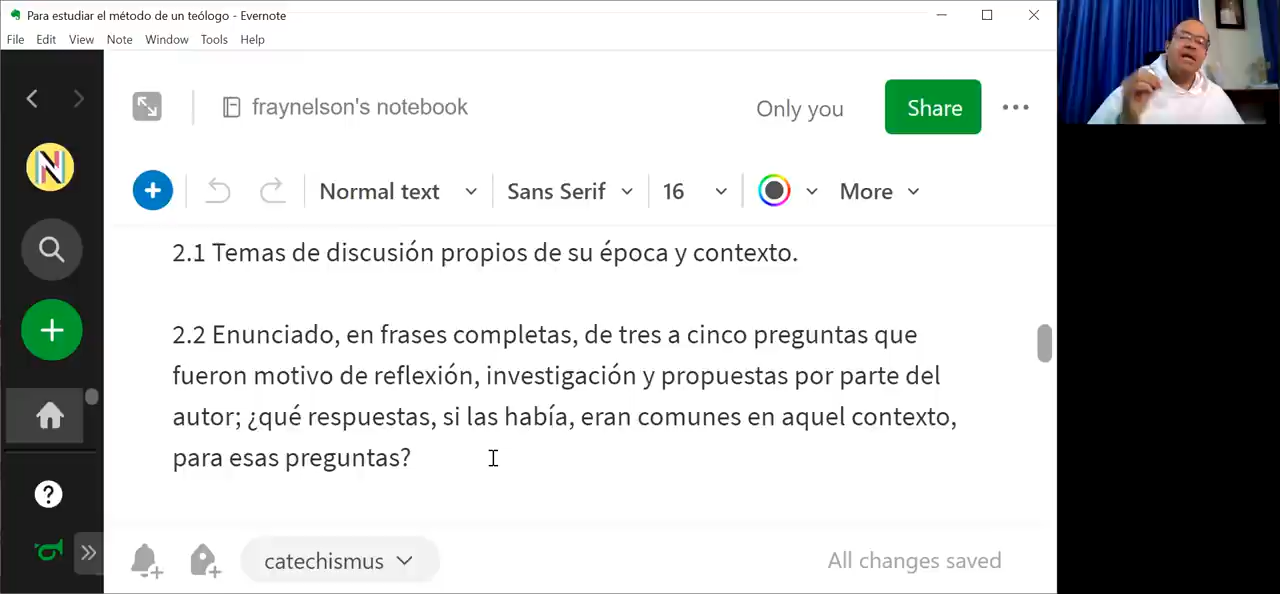 Para estudiar el método de un teólogo - Evernote
File Edit View Note Window Tools Help
fraynelson's notebook
Only you
Share
Normal text
Sans Serif
16
More
N
2.1 Temas de discusión propios de su época y contexto.
2.2 Enunciado, en frases completas, de tres a cinco preguntas que
fueron motivo de reflexión, investigación y propuestas por parte del
autor; ¿qué respuestas, si las había, eran comunes en aquel contexto,
para esas preguntas?
catechismus
All changes saved